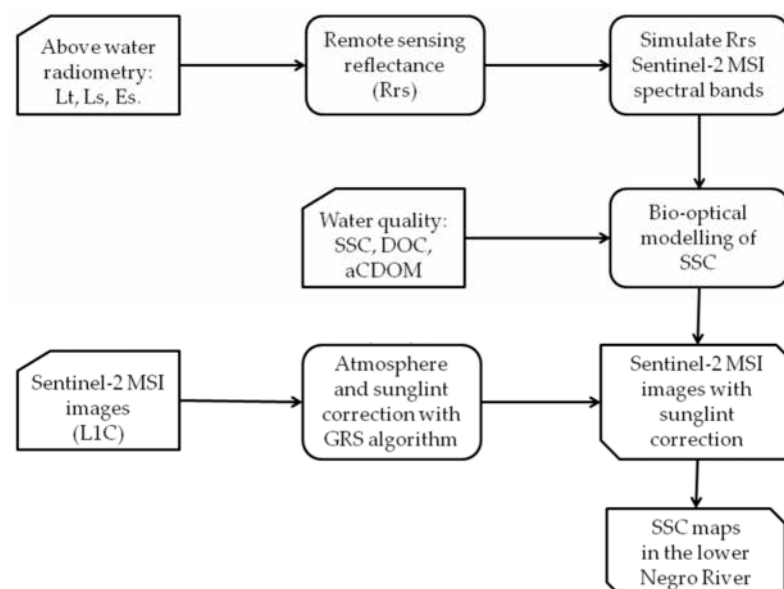 Above water
radiometry:
Lt, Ls, Es.
Remote sensing
reflectance
(Rrs)
Simulate Rrs
Sentinel-2 MSI
spectral bands
Water quality:
SSC, DOC,
aCDOM
Bio-optical
modelling of
SSC
Sentinel-2 MSI
images
(L1C)
Atmosphere
and sunglint
correction with
GRS algorithm
Sentinel-2 MSI
images with
sunglint
correction
SSC maps
in the lower
Negro River